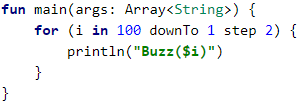 fun main(args: Array<String>) {
    for (i in 100 downTo 1 step 2) {
        println("Buzz($i)")
    }
}